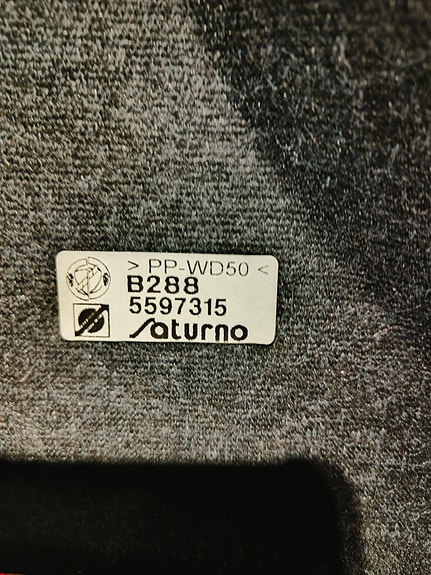 > PP-WD50 <
B288
5597315
Saturno